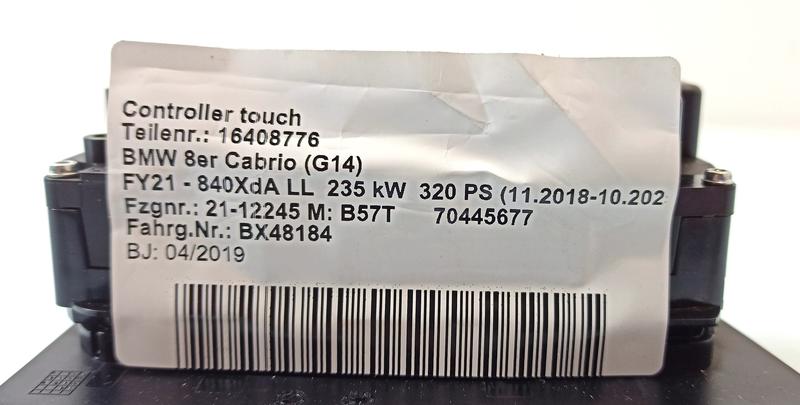 Controller touch
Teilenr.: 16408776
BMW 8er Cabrio (G14)
FY21 - 840XdA LL 235 kW 320 PS (11.2018-10.202
Fzgnr.: 21-12245 M: B57T 70445677
Fahrg.Nr.: BX48184
BJ: 04/2019